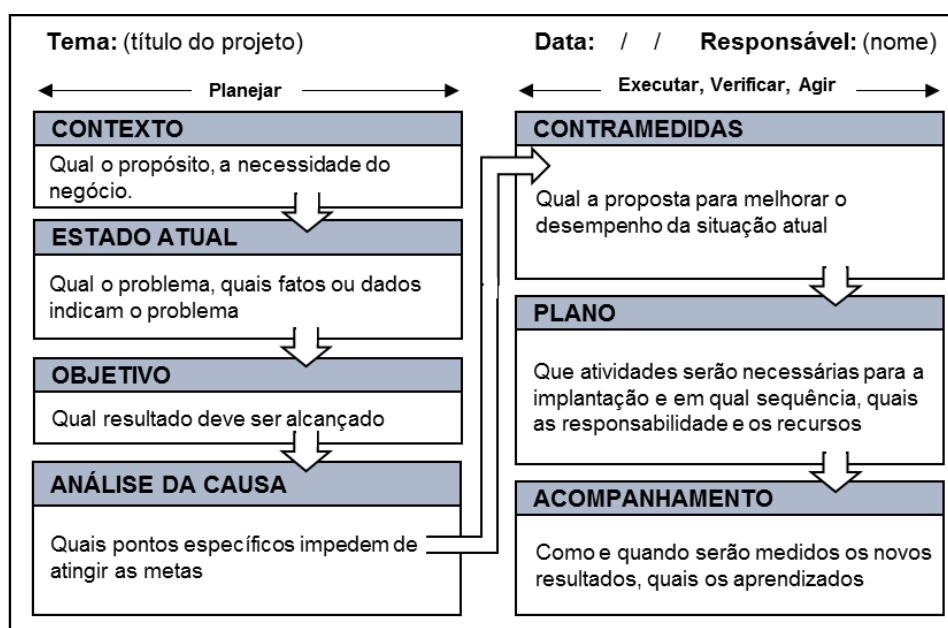 Tema: (título do projeto)
Data: / / Responsável: (nome)
Planejar
CONTEXTO
Qual o propósito, a necessidade do
negócio.
ESTADO ATUAL
Qual o problema, quais fatos ou dados
indicam o problema
OBJETIVO
Qual resultado deve ser alcançado
ANÁLISE DA CAUSA
Quais pontos específicos impedem de
atingir as metas
Executar, Verificar, Agir
CONTRAMEDIDAS
Qual a proposta para melhorar o
desempenho da situação atual
PLANO
Que atividades serão necessárias para a
implantação e em qual sequência, quais
as responsabilidade e os recursos
ACOMPANHAMENTO
Como e quando serão medidos os novos
resultados, quais os aprendizados